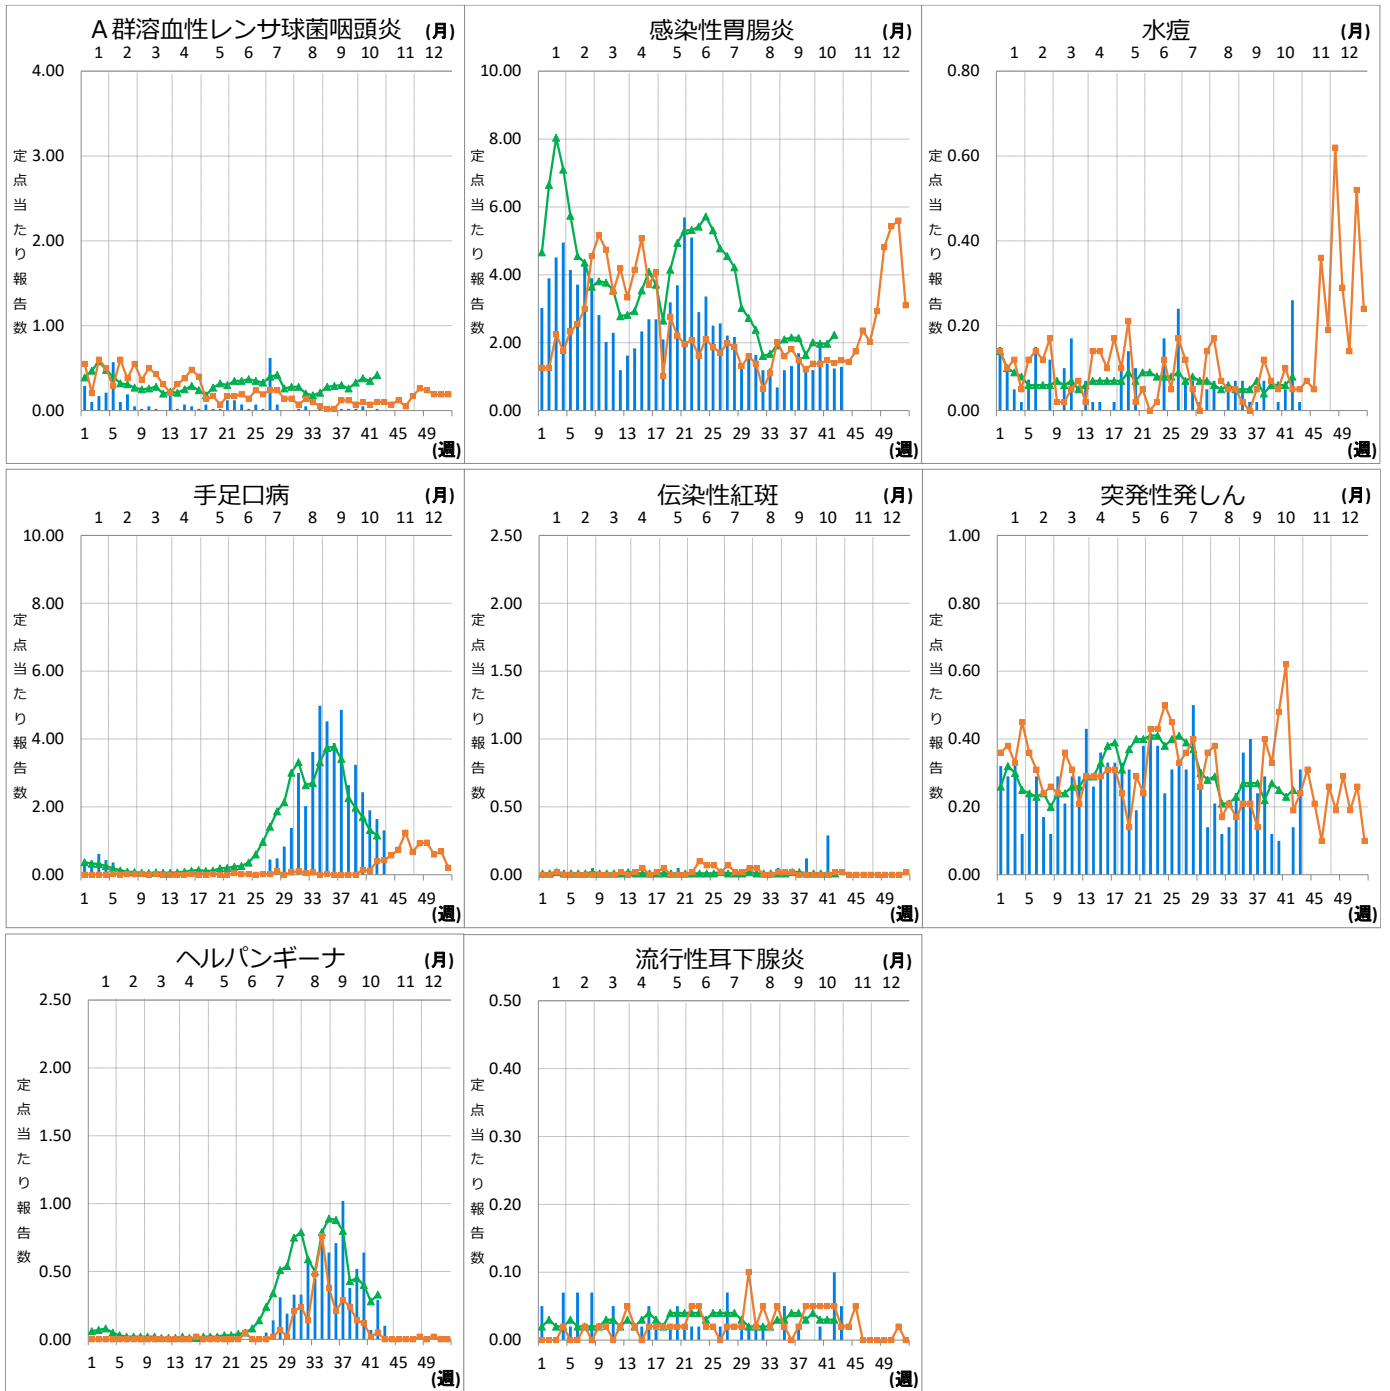 A群溶血性レンサ球菌咽頭炎 (月)
1 2 3 4 5 6 7 8 9 10 11 12
4.00
3.00
2.00
1.00
0.00
定点当たり報告数
1 5 9 13 17 21 25 29 33 37 41 45 49
(週)
感染性胃腸炎 (月)
1 2 3 4 5 6 7 8 9 10 11 12
10.00
8.00
6.00
4.00
2.00
0.00
定点当たり報告数
1 5 9 13 17 21 25 29 33 37 41 45 49
(週)
水痘 (月)
1 2 3 4 5 6 7 8 9 10 11 12
0.80
0.60
0.40
0.20
0.00
定点当たり報告数
1 5 9 13 17 21 25 29 33 37 41 45 49
(週)
手足口病 (月)
1 2 3 4 5 6 7 8 9 10 11 12
10.00
8.00
6.00
4.00
2.00
0.00
定点当たり報告数
1 5 9 13 17 21 25 29 33 37 41 45 49
(週)
伝染性紅斑 (月)
1 2 3 4 5 6 7 8 9 10 11 12
2.50
2.00
1.50
1.00
0.50
0.00
定点当たり報告数
1 5 9 13 17 21 25 29 33 37 41 45 49
(週)
突発性発しん (月)
1 2 3 4 5 6 7 8 9 10 11 12
1.00
0.80
0.60
0.40
0.20
0.00
定点当たり報告数
1 5 9 13 17 21 25 29 33 37 41 45 49
(週)
ヘルパンギーナ (月)
1 2 3 4 5 6 7 8 9 10 11 12
2.50
2.00
1.50
1.00
0.50
0.00
定点当たり報告数
1 5 9 13 17 21 25 29 33 37 41 45 49
(週)
流行性耳下腺炎 (月)
1 2 3 4 5 6 7 8 9 10 11 12
0.50
0.40
0.30
0.20
0.10
0.00
定点当たり報告数
1 5 9 13 17 21 25 29 33 37 41 45 49
(週)